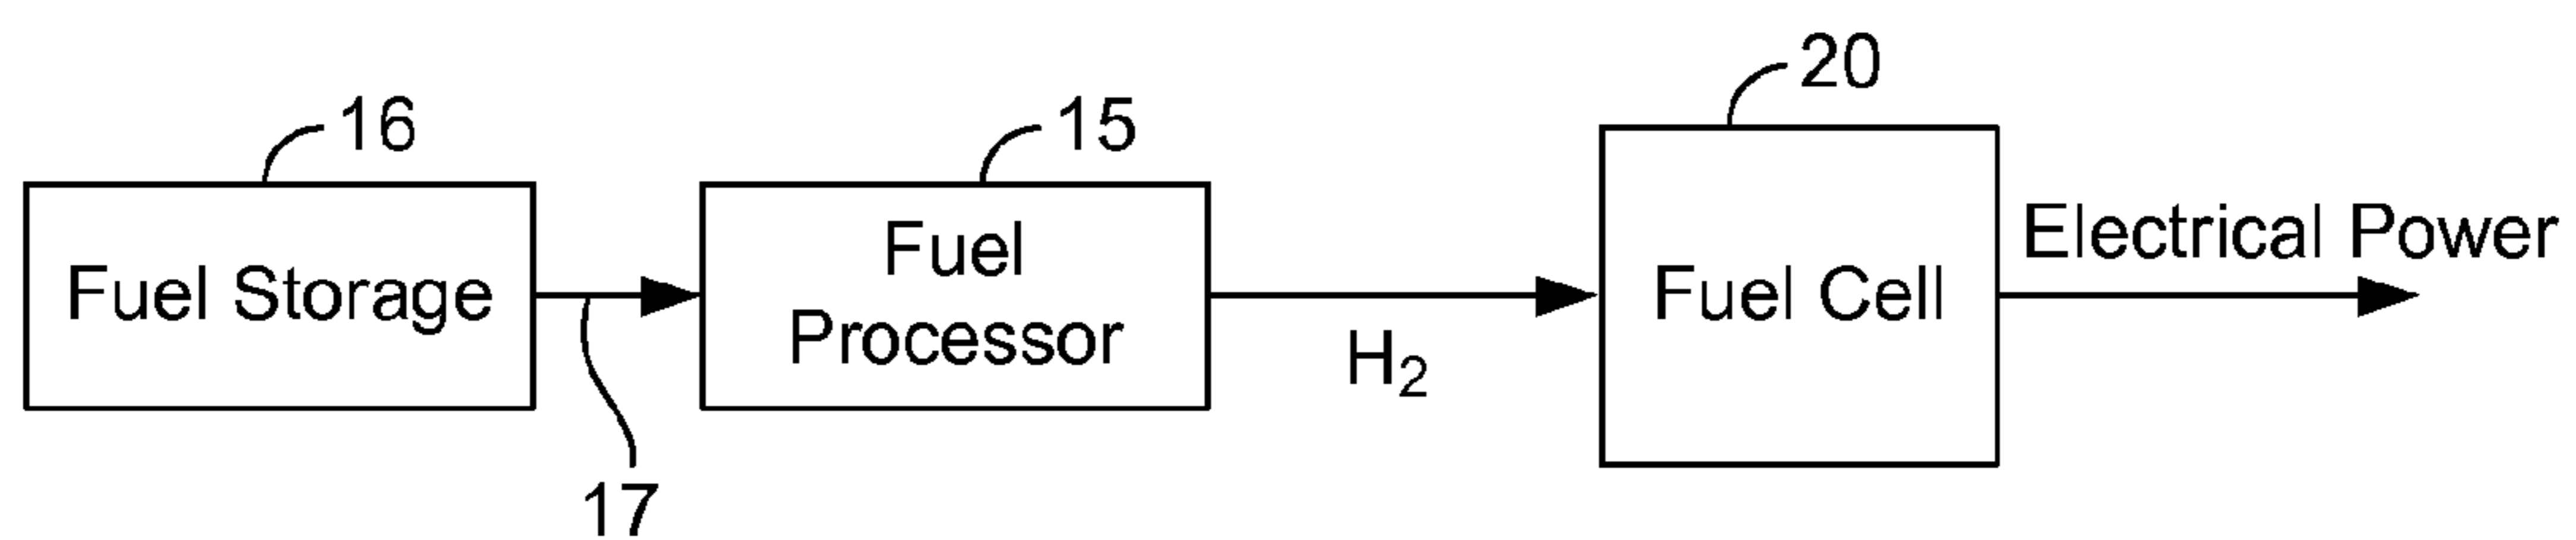 16
15
20
Fuel Storage
Fuel
Processor
H₂
Fuel Cell
Electrical Power
17